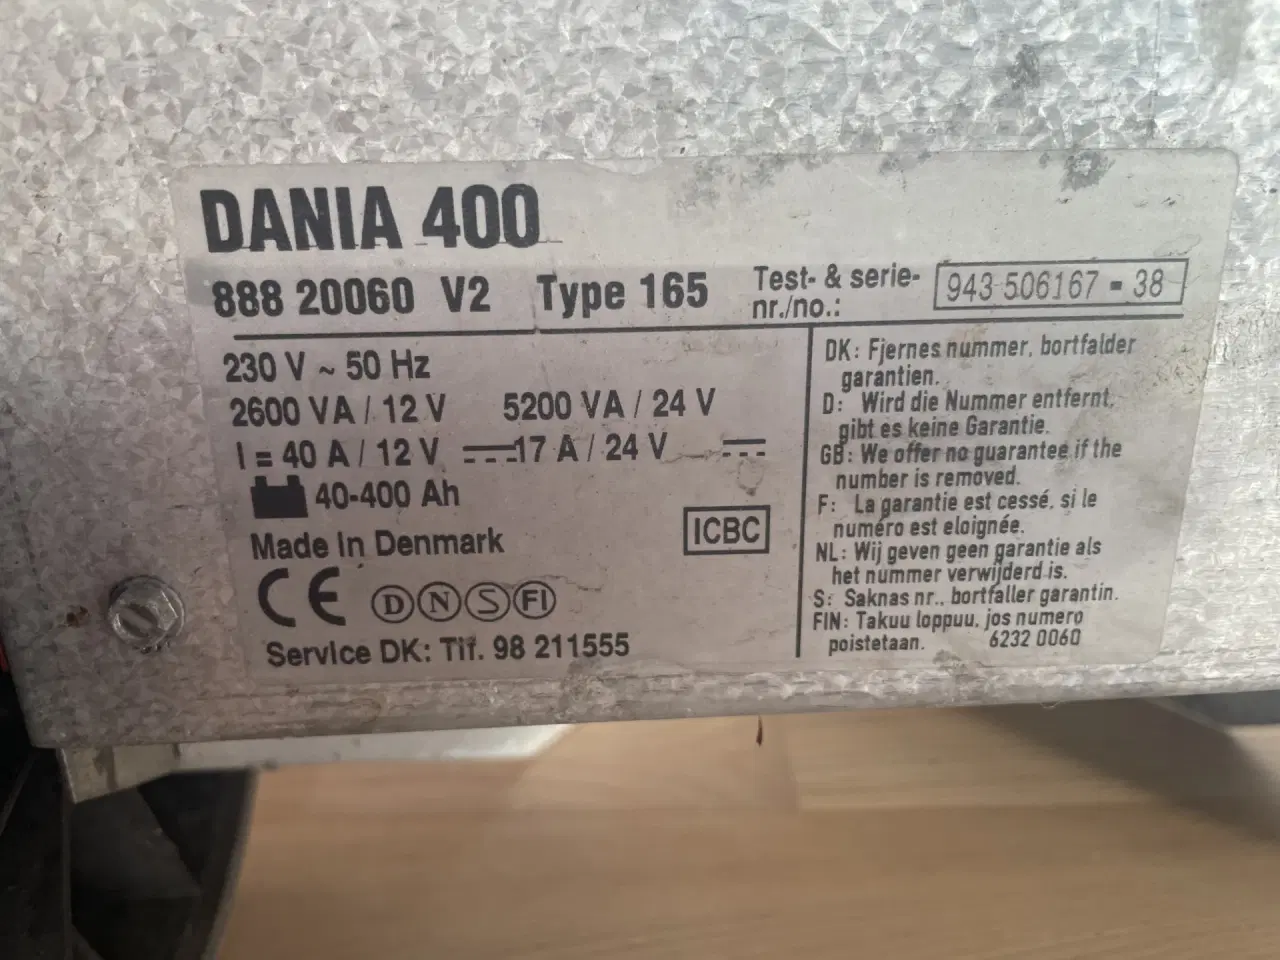 DANIA 400
888 20060 V2 Type 165
Test- & serie-
nr./no.:
943 506167 - 38
230 V ~ 50 Hz
2600 VA / 12 V 5200 VA / 24 V
I = 40 A / 12 V 17 A / 24 V
40-400 Ah
Made In Denmark
ICBC
CE D N S FI
Service DK: Tlf. 98 211555
DK: Fjernes nummer, bortfalder
garantien.
D: Wird die Nummer entfernt,
gibt es keine Garantie.
GB: We offer no guarantee if the
number is removed.
F: La garantie est cessé, si le
numéro est eloignée.
NL: Wij geven geen garantie als
het nummer verwijderd is.
S: Saknas nr., bortfaller garantin.
FIN: Takuu loppuu, jos numero
poistetaan. 6232 0060